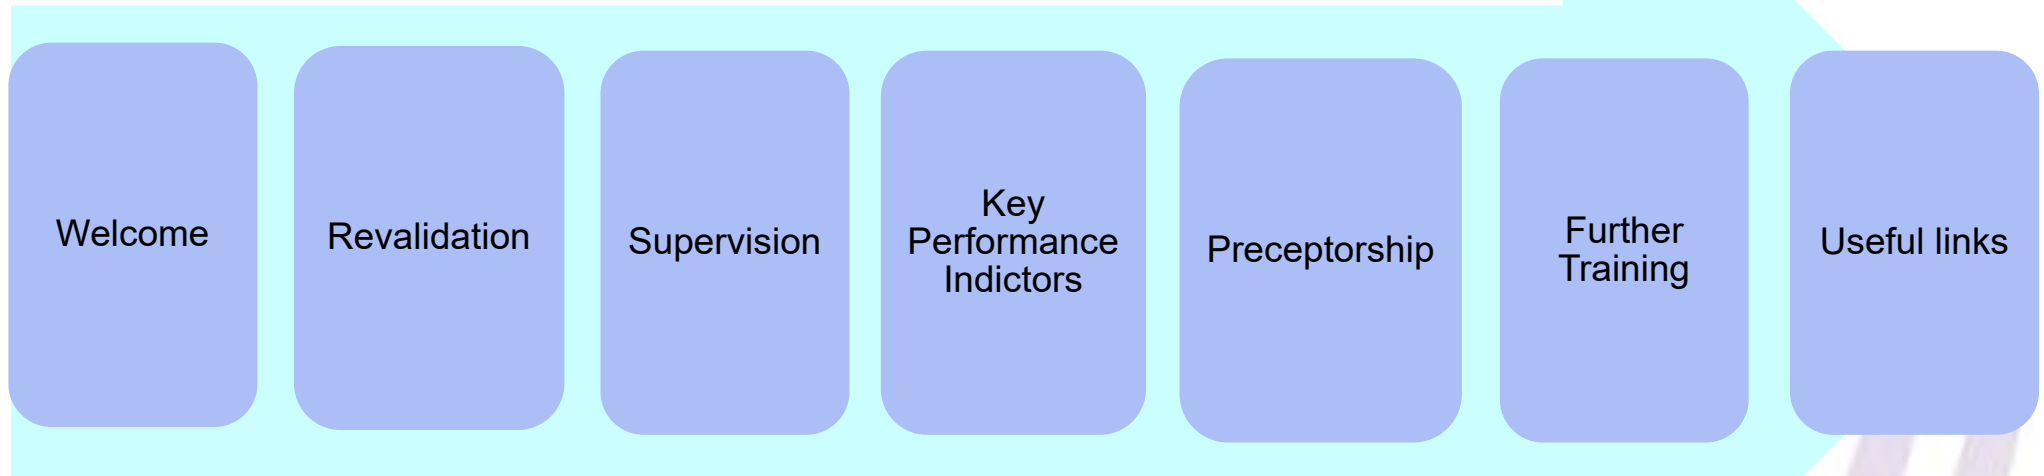 Welcome
Revalidation
Supervision
Key
Performance
Indictors
Preceptorship
Further
Training
Useful links